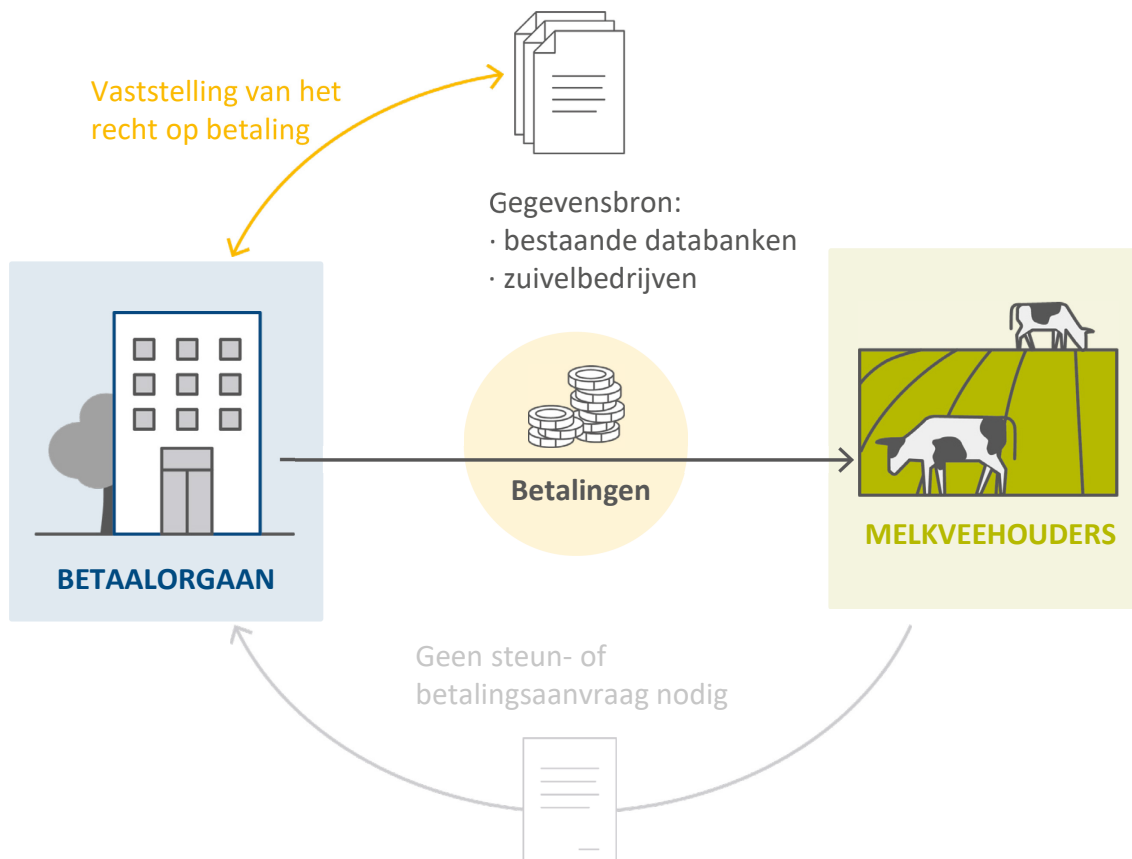 Vaststelling van het
recht op betaling
Gegevensbron:
· bestaande databanken
· zuivelbedrijven
Betalingen
BETAALORGAAN
MELKVEEHOUDERS
Geen steun- of
betalingsaanvraag nodig